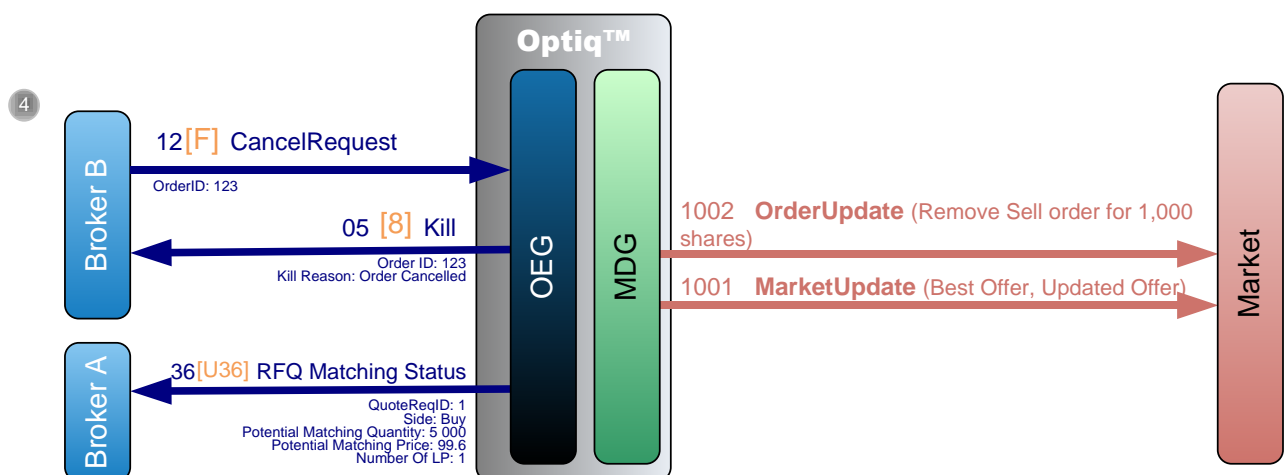 Optiq™
4
Broker B
12[F] CancelRequest
OrderID: 123
05 [8] Kill
Order ID: 123
Kill Reason: Order Cancelled
OEG
MDG
1002 OrderUpdate (Remove Sell order for 1,000
shares)
1001 MarketUpdate (Best Offer, Updated Offer)
Market
Broker A
36[U36] RFQ Matching Status
QuoteReqID: 1
Side: Buy
Potential Matching Quantity: 5 000
Potential Matching Price: 99.6
Number Of LP: 1